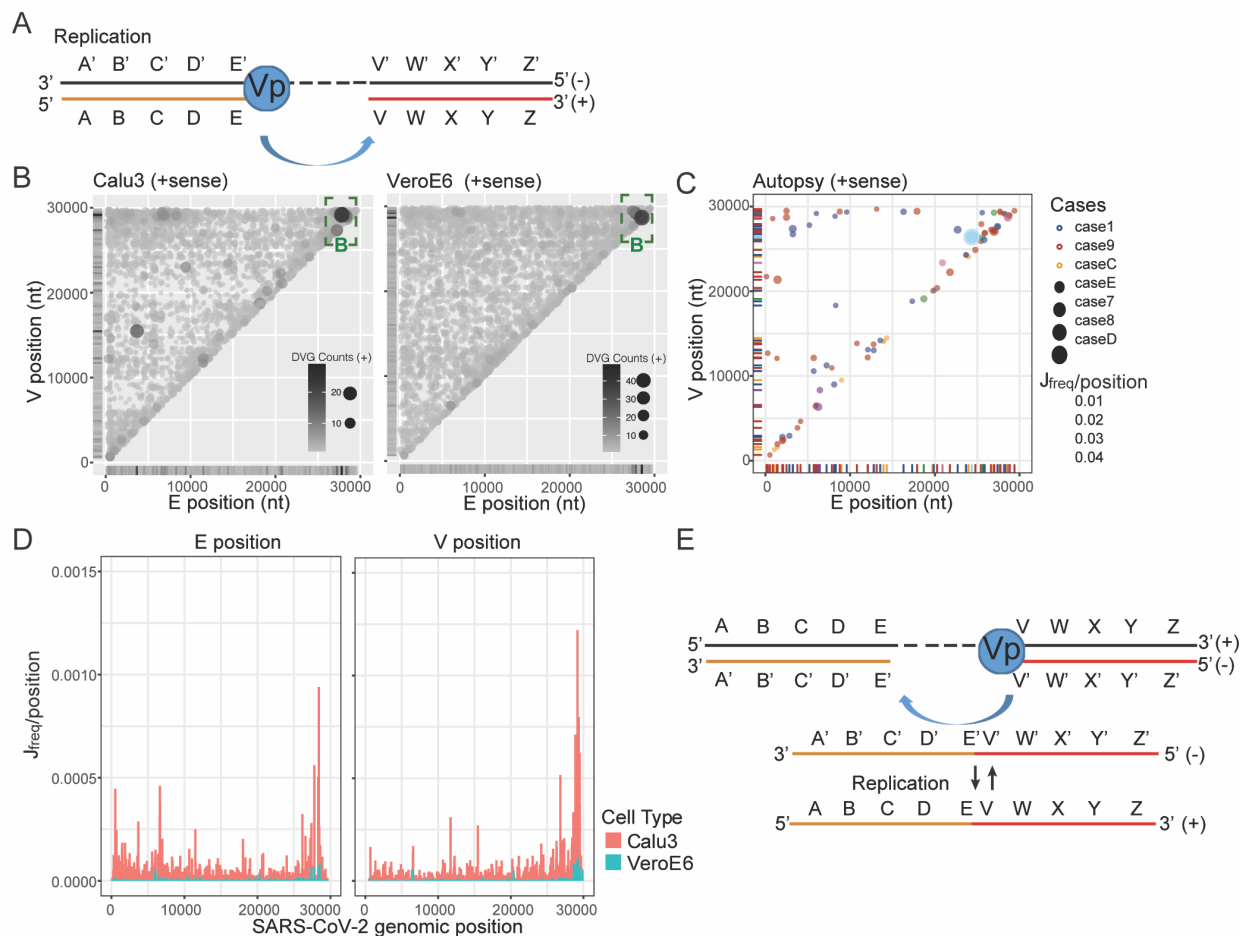 A
Replication
A' B' C' D' E' V' W' X' Y' Z'
3' Vp 5'(-)
5' 3'(+)
A B C D E V W X Y Z
B
Calu3 (+sense)
VeroE6 (+sense)
V position (nt)
30000
20000
10000
0
B
DVG Counts (+)
20
10
0 10000 20000 30000
E position (nt)
B
DVG Counts (+)
40
30
20
10
0 10000 20000 30000
E position (nt)
C
Autopsy (+sense)
V position (nt)
30000
20000
10000
0
0 10000 20000 30000
E position (nt)
Cases
case1
case9
caseC
caseE
case7
case8
caseD
Jfreq/position
0.01
0.02
0.03
0.04
D
E position
V position
Jfreq/position
0.0015
0.0010
0.0005
0.0000
0 10000 20000 30000
0 10000 20000 30000
SARS-CoV-2 genomic position
Cell Type
Calu3
VeroE6
E
A B C D E V W X Y Z
5' Vp 3'(+)
3' 5'(-)
A' B' C' D' E' V' W' X' Y' Z'
A' B' C' D' E' V' W' X' Y' Z'
3' 5' (-)
Replication
A B C D E V W X Y Z
5' 3' (+)